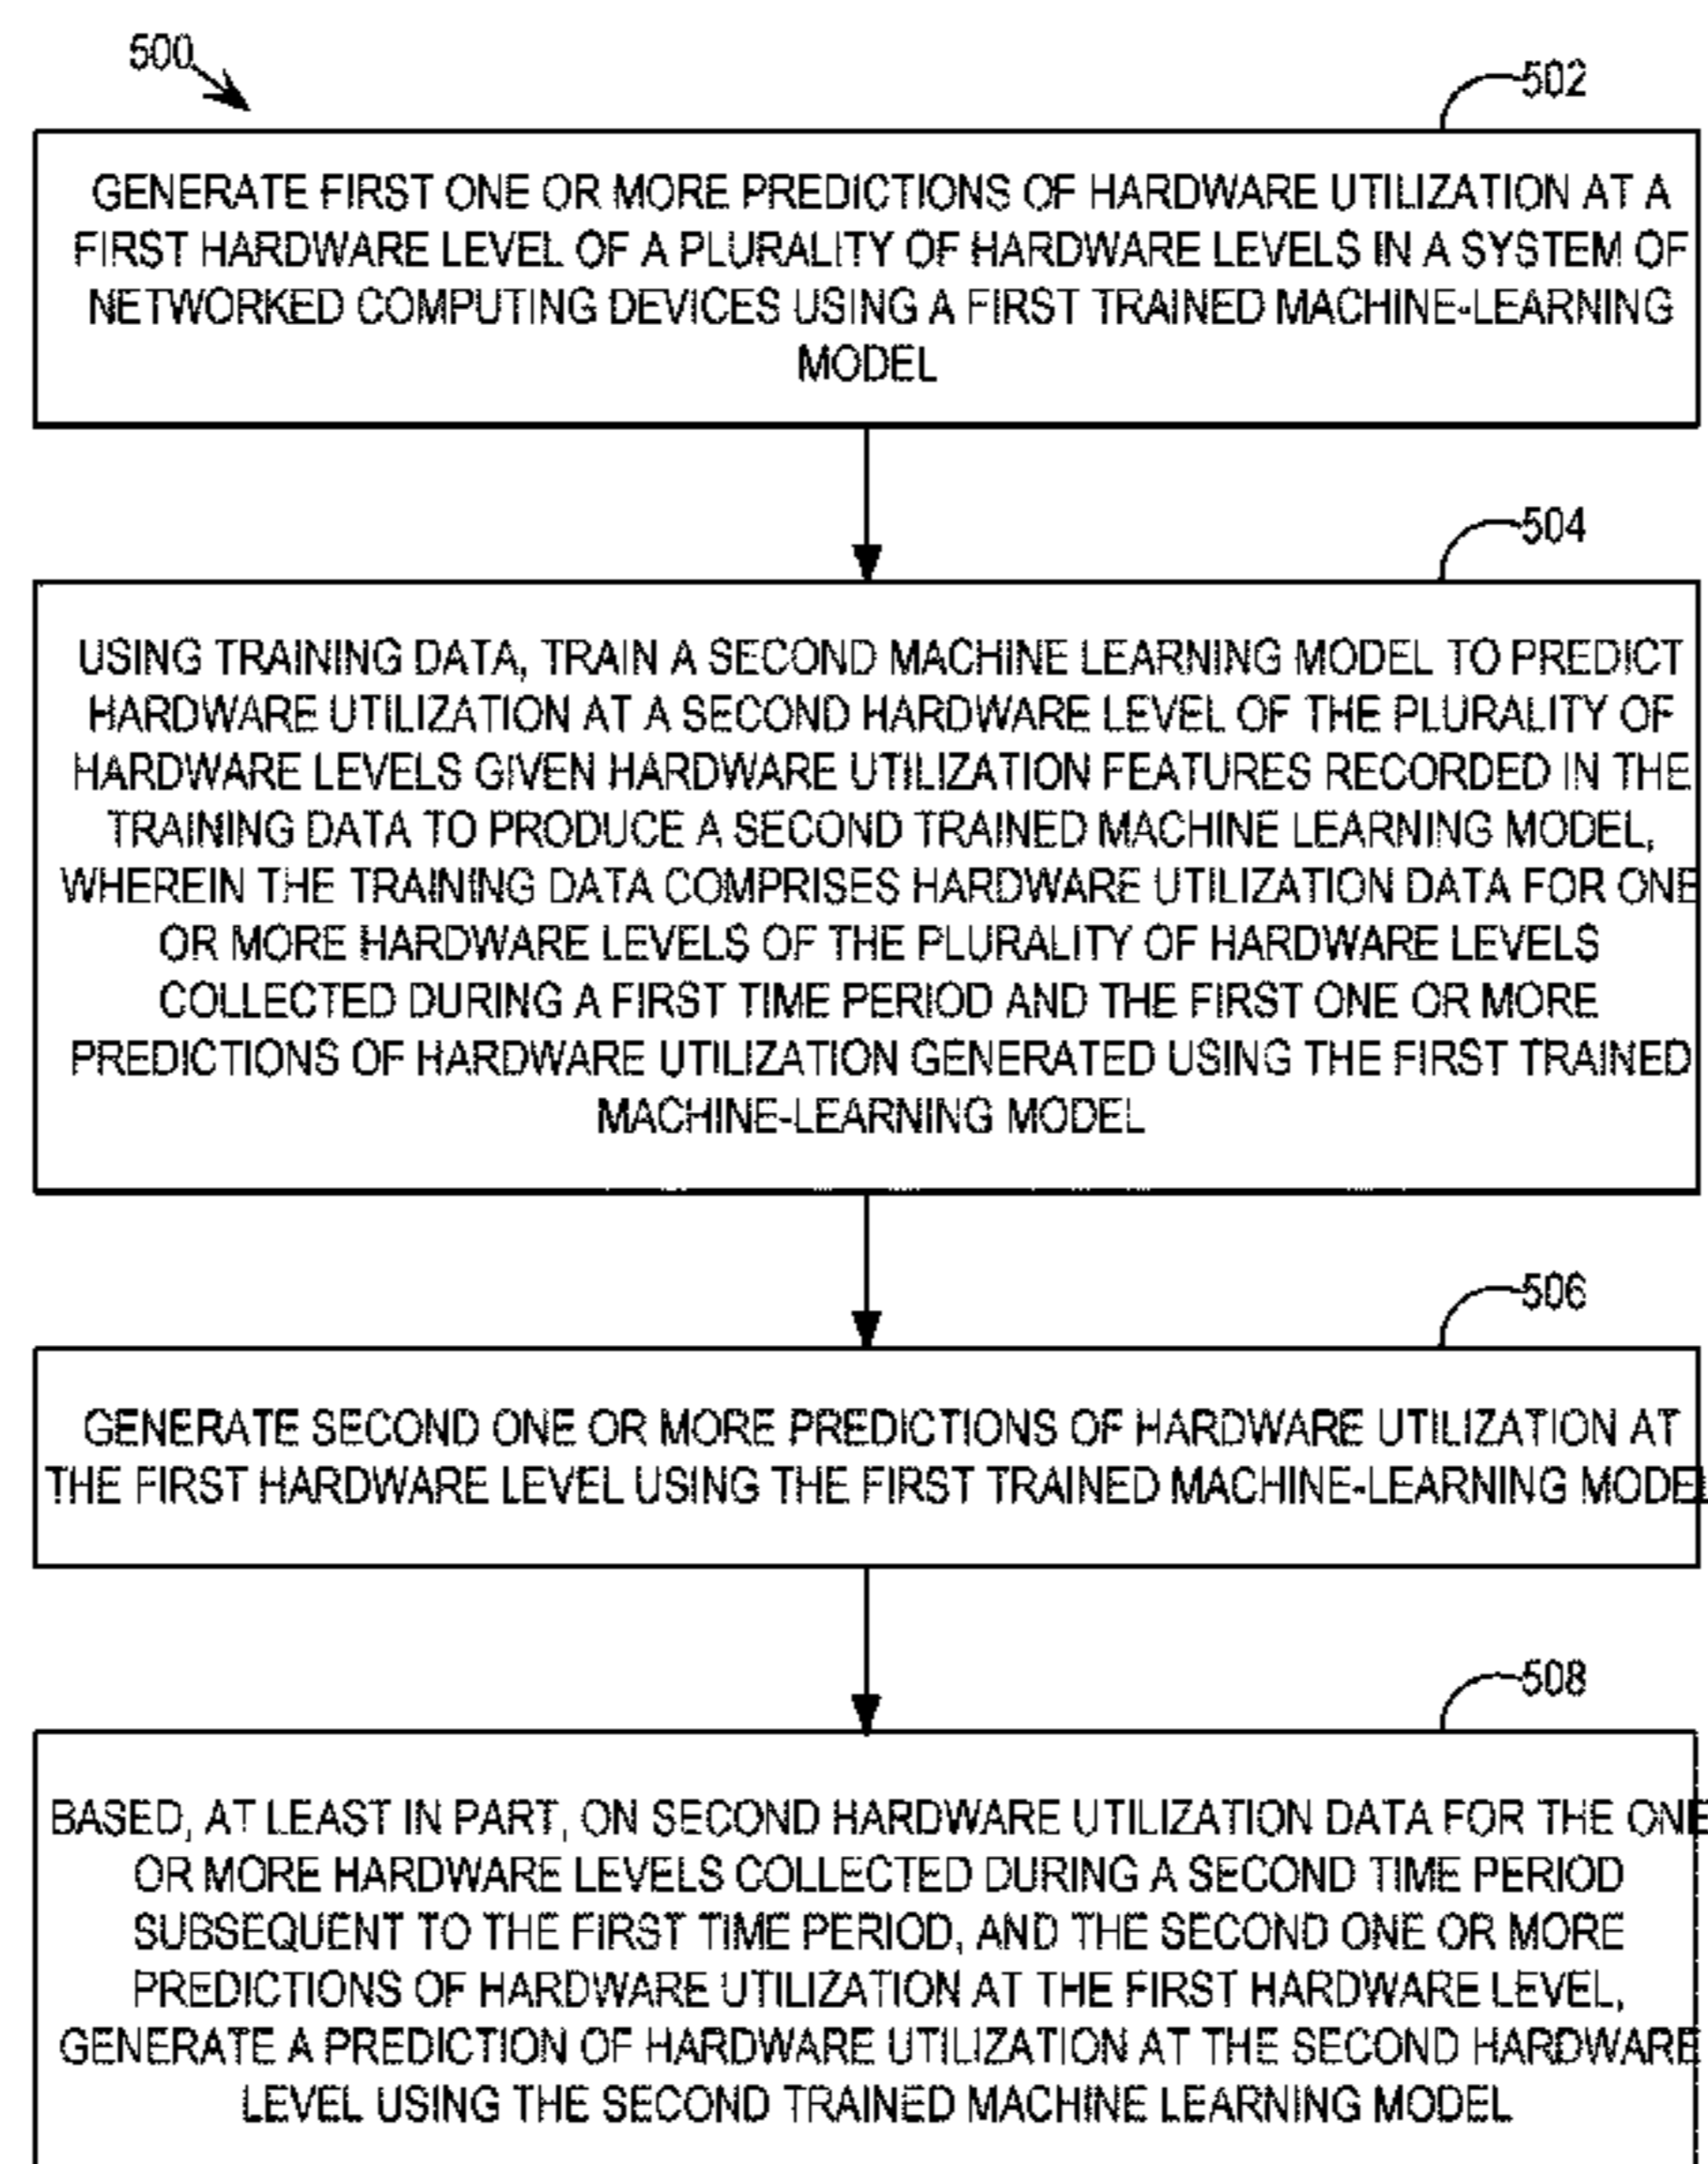 500
502
GENERATE FIRST ONE OR MORE PREDICTIONS OF HARDWARE UTILIZATION AT A
FIRST HARDWARE LEVEL OF A PLURALITY OF HARDWARE LEVELS IN A SYSTEM OF
NETWORKED COMPUTING DEVICES USING A FIRST TRAINED MACHINE-LEARNING
MODEL
504
USING TRAINING DATA, TRAIN A SECOND MACHINE LEARNING MODEL TO PREDICT
HARDWARE UTILIZATION AT A SECOND HARDWARE LEVEL OF THE PLURALITY OF
HARDWARE LEVELS GIVEN HARDWARE UTILIZATION FEATURES RECORDED IN THE
TRAINING DATA TO PRODUCE A SECOND TRAINED MACHINE LEARNING MODEL,
WHEREIN THE TRAINING DATA COMPRISES HARDWARE UTILIZATION DATA FOR ONE
OR MORE HARDWARE LEVELS OF THE PLURALITY OF HARDWARE LEVELS
COLLECTED DURING A FIRST TIME PERIOD AND THE FIRST ONE OR MORE
PREDICTIONS OF HARDWARE UTILIZATION GENERATED USING THE FIRST TRAINED
MACHINE-LEARNING MODEL
506
GENERATE SECOND ONE OR MORE PREDICTIONS OF HARDWARE UTILIZATION AT
THE FIRST HARDWARE LEVEL USING THE FIRST TRAINED MACHINE-LEARNING MODEL
508
BASED, AT LEAST IN PART, ON SECOND HARDWARE UTILIZATION DATA FOR THE ONE
OR MORE HARDWARE LEVELS COLLECTED DURING A SECOND TIME PERIOD
SUBSEQUENT TO THE FIRST TIME PERIOD, AND THE SECOND ONE OR MORE
PREDICTIONS OF HARDWARE UTILIZATION AT THE FIRST HARDWARE LEVEL,
GENERATE A PREDICTION OF HARDWARE UTILIZATION AT THE SECOND HARDWARE
LEVEL USING THE SECOND TRAINED MACHINE LEARNING MODEL